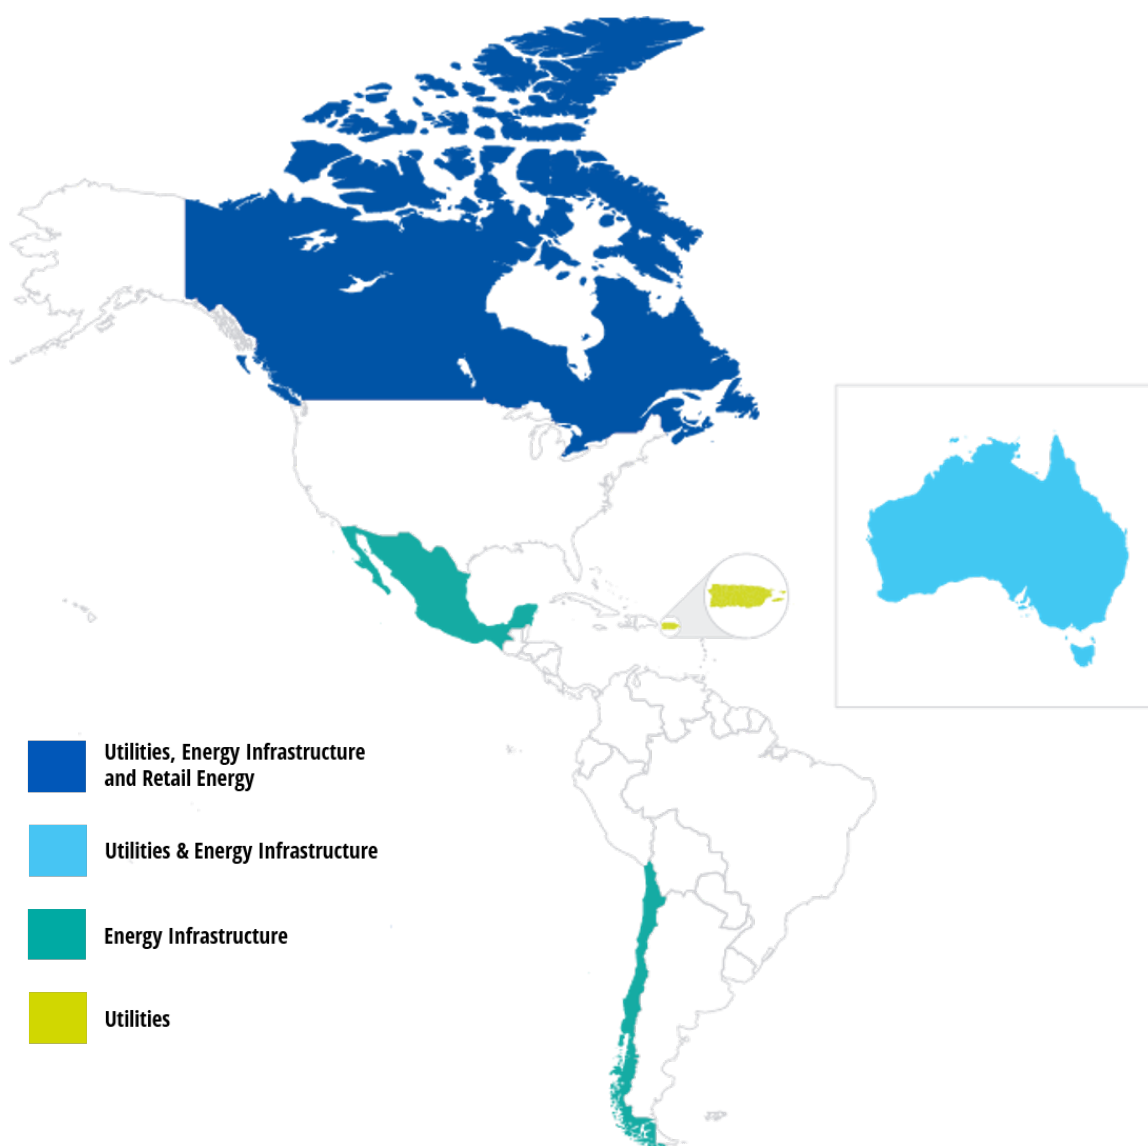 Utilities, Energy Infrastructure
and Retail Energy
Utilities & Energy Infrastructure
Energy Infrastructure
Utilities